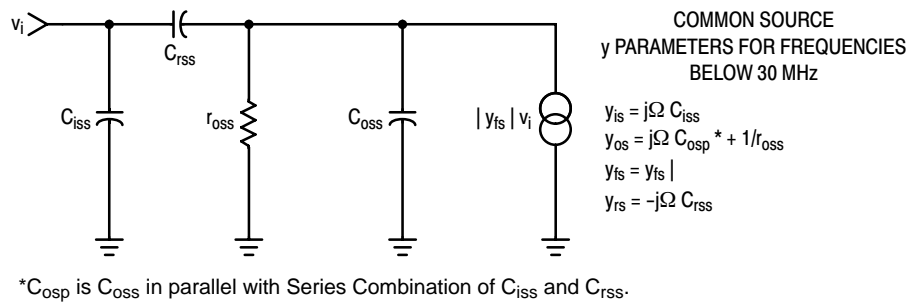 vi
Crss
Ciss
ross
Coss
| yfs | vi
COMMON SOURCE
y PARAMETERS FOR FREQUENCIES
BELOW 30 MHz
yis = jΩ Ciss
yos = jΩ Cosp * + 1/ross
yfs = yfs |
yrs = −jΩ Crss
*Cosp is Coss in parallel with Series Combination of Ciss and Crss.